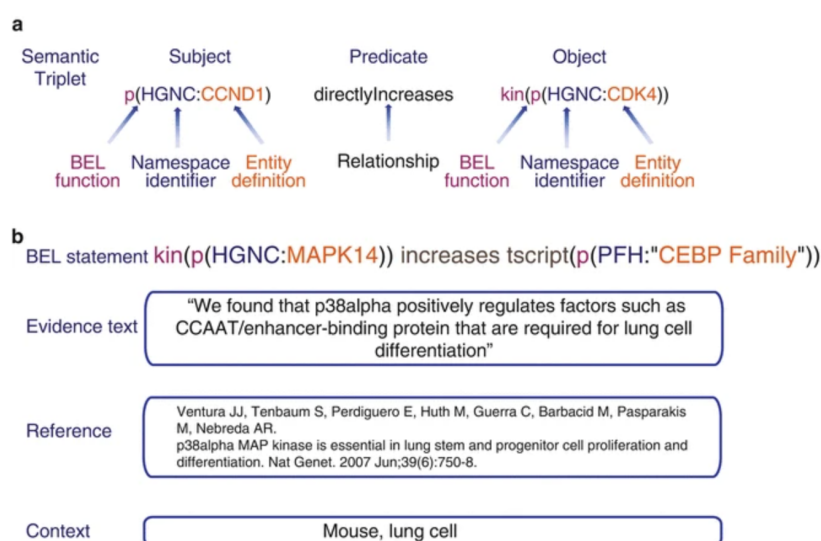 a
Semantic Triplet
Subject
Predicate
Object
p(HGNC:CCND1)
directlyIncreases
kin(p(HGNC:CDK4))
BEL function
Namespace identifier
Entity definition
Relationship
BEL function
Namespace identifier
Entity definition
b
BEL statement kin(p(HGNC:MAPK14)) increases tscript(p(PFH:"CEBP Family"))
Evidence text
“We found that p38alpha positively regulates factors such as
CCAAT/enhancer-binding protein that are required for lung cell
differentiation”
Reference
Ventura JJ, Tenbaum S, Perdiguero E, Huth M, Guerra C, Barbacid M, Pasparakis
M, Nebreda AR.
p38alpha MAP kinase is essential in lung stem and progenitor cell proliferation and
differentiation. Nat Genet. 2007 Jun;39(6):750-8.
Context
Mouse, lung cell